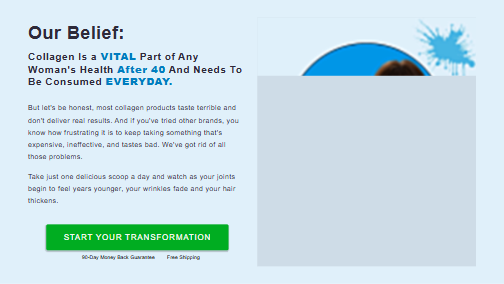 Our Belief:
Collagen Is a VITAL Part of Any
Woman's Health After 40 And Needs To
Be Consumed EVERYDAY.
But let's be honest, most collagen products taste terrible and
don't deliver real results. And if you've tried other brands, you
know how frustrating it is to keep taking something that's
expensive, ineffective, and tastes bad. We've got rid of all
those problems.
Take just one delicious scoop a day and watch as your joints
begin to feel years younger, your wrinkles fade and your hair
thickens.
START YOUR TRANSFORMATION
90-Day Money Back Guarantee Free Shipping